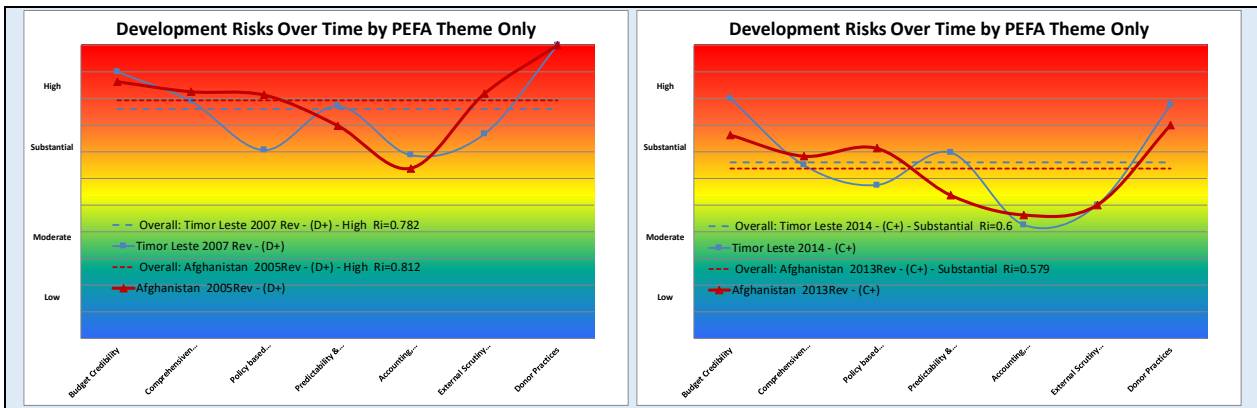 Development Risks Over Time by PEFA Theme Only
High
Substantial
Moderate
Low
Overall: Timor Leste 2007 Rev - (D+) - High Ri=0.782
Timor Leste 2007 Rev - (D+)
Overall: Afghanistan 2005Rev - (D+) - High Ri=0.812
Afghanistan 2005Rev - (D+)
Budget Credibility
Comprehensiven...
Policy based...
Predictability &...
Accounting,...
External Scrutiny...
Donor Practices
Development Risks Over Time by PEFA Theme Only
High
Substantial
Moderate
Low
Overall: Timor Leste 2014 - (C+) - Substantial Ri=0.6
Timor Leste 2014 - (C+)
Overall: Afghanistan 2013Rev - (C+) - Substantial Ri=0.579
Afghanistan 2013Rev - (C+)
Budget Credibility
Comprehensiven...
Policy based...
Predictability &...
Accounting,...
External Scrutiny...
Donor Practices